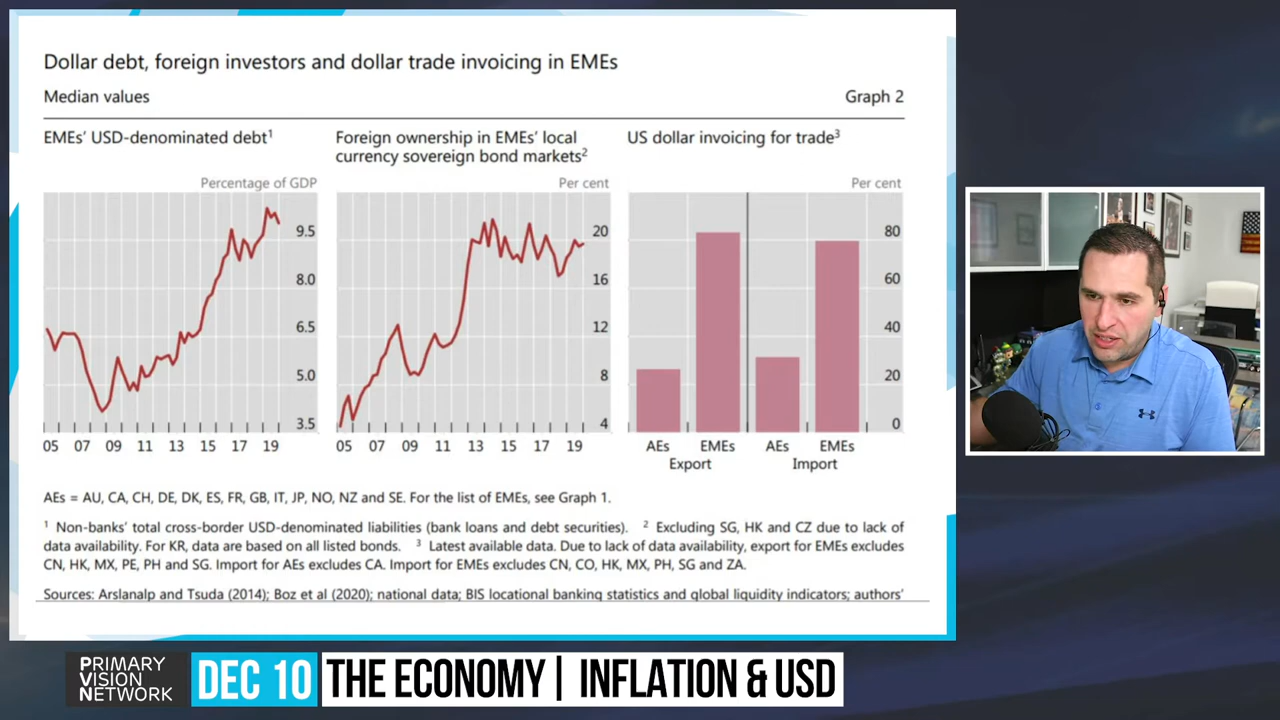 Dollar debt, foreign investors and dollar trade invoicing in EMEs
Median values
Graph 2
EMEs' USD-denominated debt¹
Percentage of GDP
9.5
8.0
6.5
5.0
3.5
05 07 09 11 13 15 17 19
Foreign ownership in EMEs' local
currency sovereign bond markets²
Per cent
20
16
12
8
4
05 07 09 11 13 15 17 19
US dollar invoicing for trade³
Per cent
80
60
40
20
0
AEs EMEs AEs EMEs
Export Import
AEs = AU, CA, CH, DE, DK, ES, FR, GB, IT, JP, NO, NZ and SE. For the list of EMEs, see Graph 1.
¹ Non-banks' total cross-border USD-denominated liabilities (bank loans and debt securities). ² Excluding SG, HK and CZ due to lack of
data availability. For KR, data are based on all listed bonds. ³ Latest available data. Due to lack of data availability, export for EMEs excludes
CN, HK, MX, PE, PH and SG. Import for AEs excludes CA. Import for EMEs excludes CN, CO, HK, MX, PH, SG and ZA.
Sources: Arslanalp and Tsuda (2014); Boz et al (2020); national data; BIS locational banking statistics and global liquidity indicators; authors'
PRIMARY
VISION
NETWORK
DEC 10
THE ECONOMY | INFLATION & USD